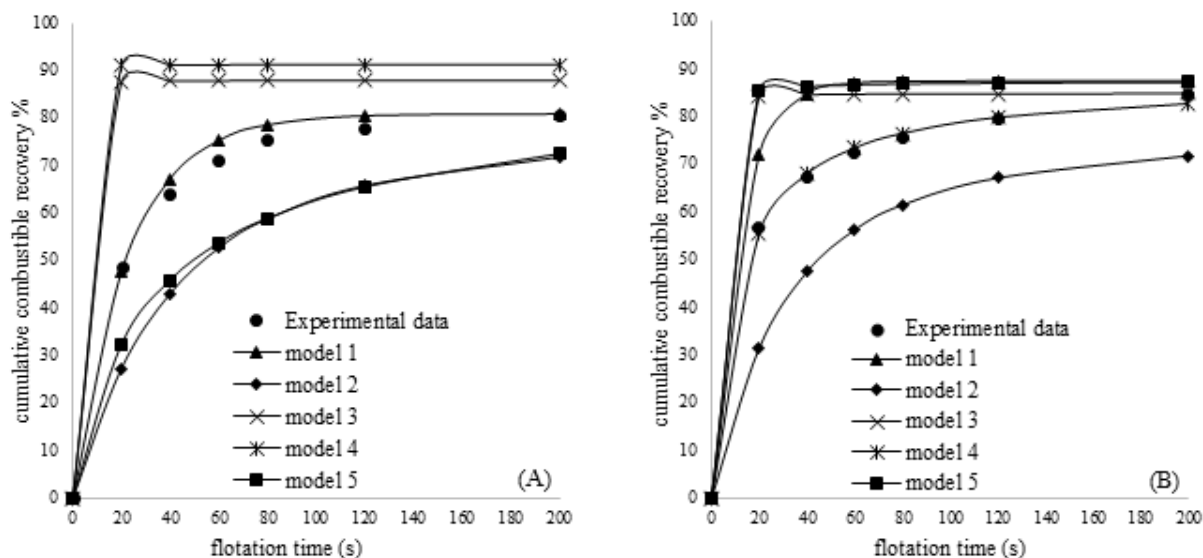 100
90
80
70
60
50
40
30
20
10
0
0 20 40 60 80 100 120 140 160 180 200
cumulative combustible recovery %
flotation time (s)
Experimental data
model 1
model 2
model 3
model 4
model 5
(A)
100
90
80
70
60
50
40
30
20
10
0
0 20 40 60 80 100 120 140 160 180 200
cumulative combustible recovery %
flotation time (s)
Experimental data
model 1
model 2
model 3
model 4
model 5
(B)